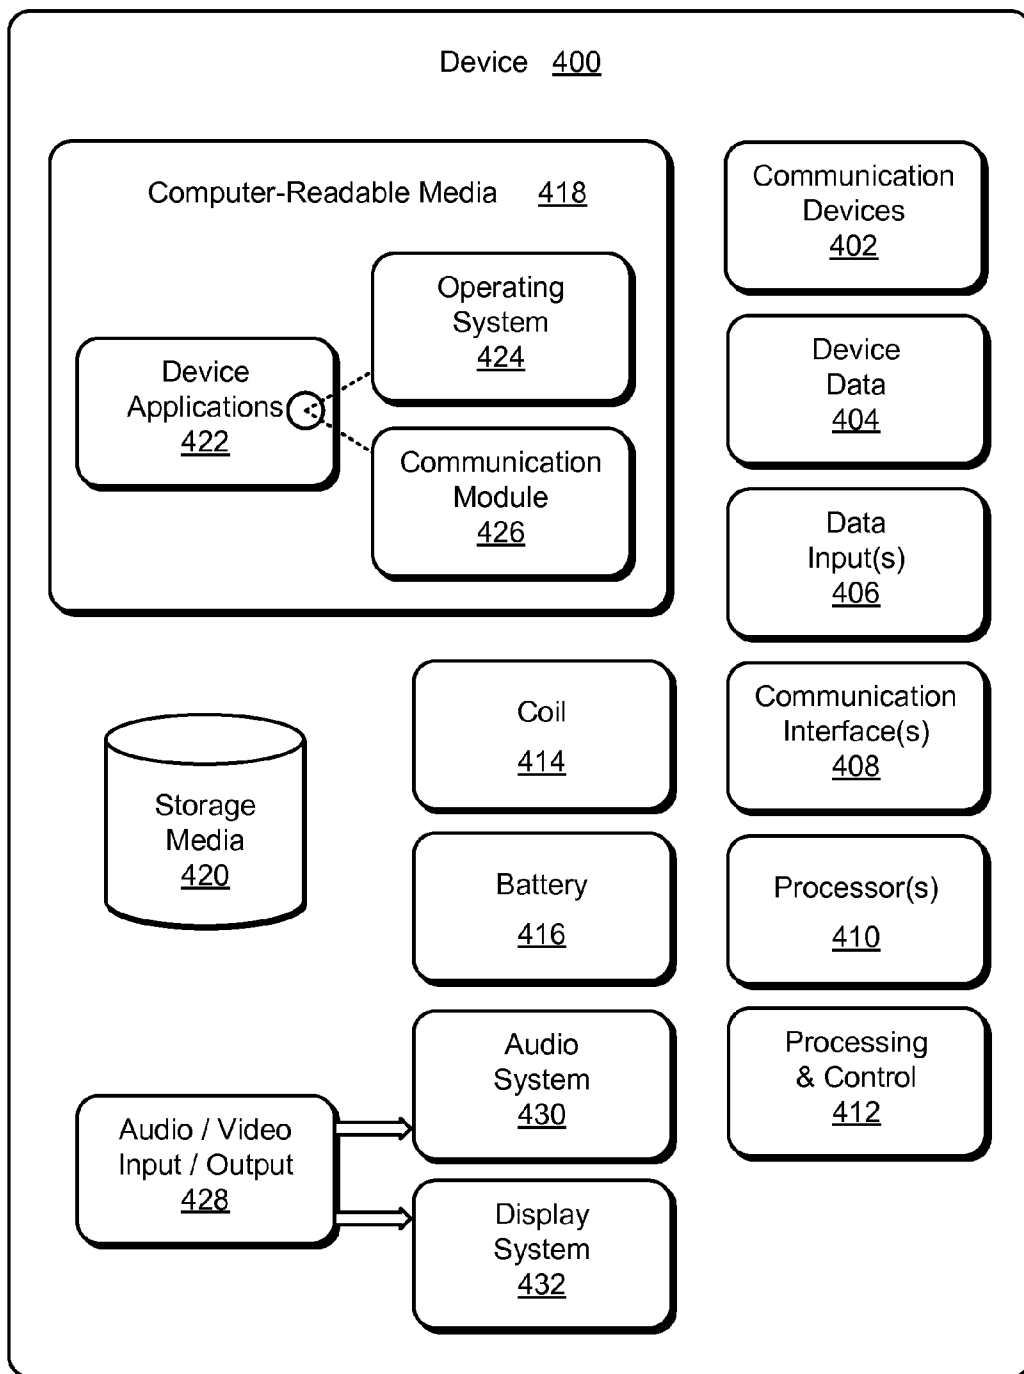 Device 400
Computer-Readable Media 418
Operating
System
424
Device
Applications
422
Communication
Module
426
Communication
Devices
402
Device
Data
404
Data
Input(s)
406
Communication
Interface(s)
408
Processor(s)
410
Processing
& Control
412
Coil
414
Battery
416
Storage
Media
420
Audio / Video
Input / Output
428
Audio
System
430
Display
System
432